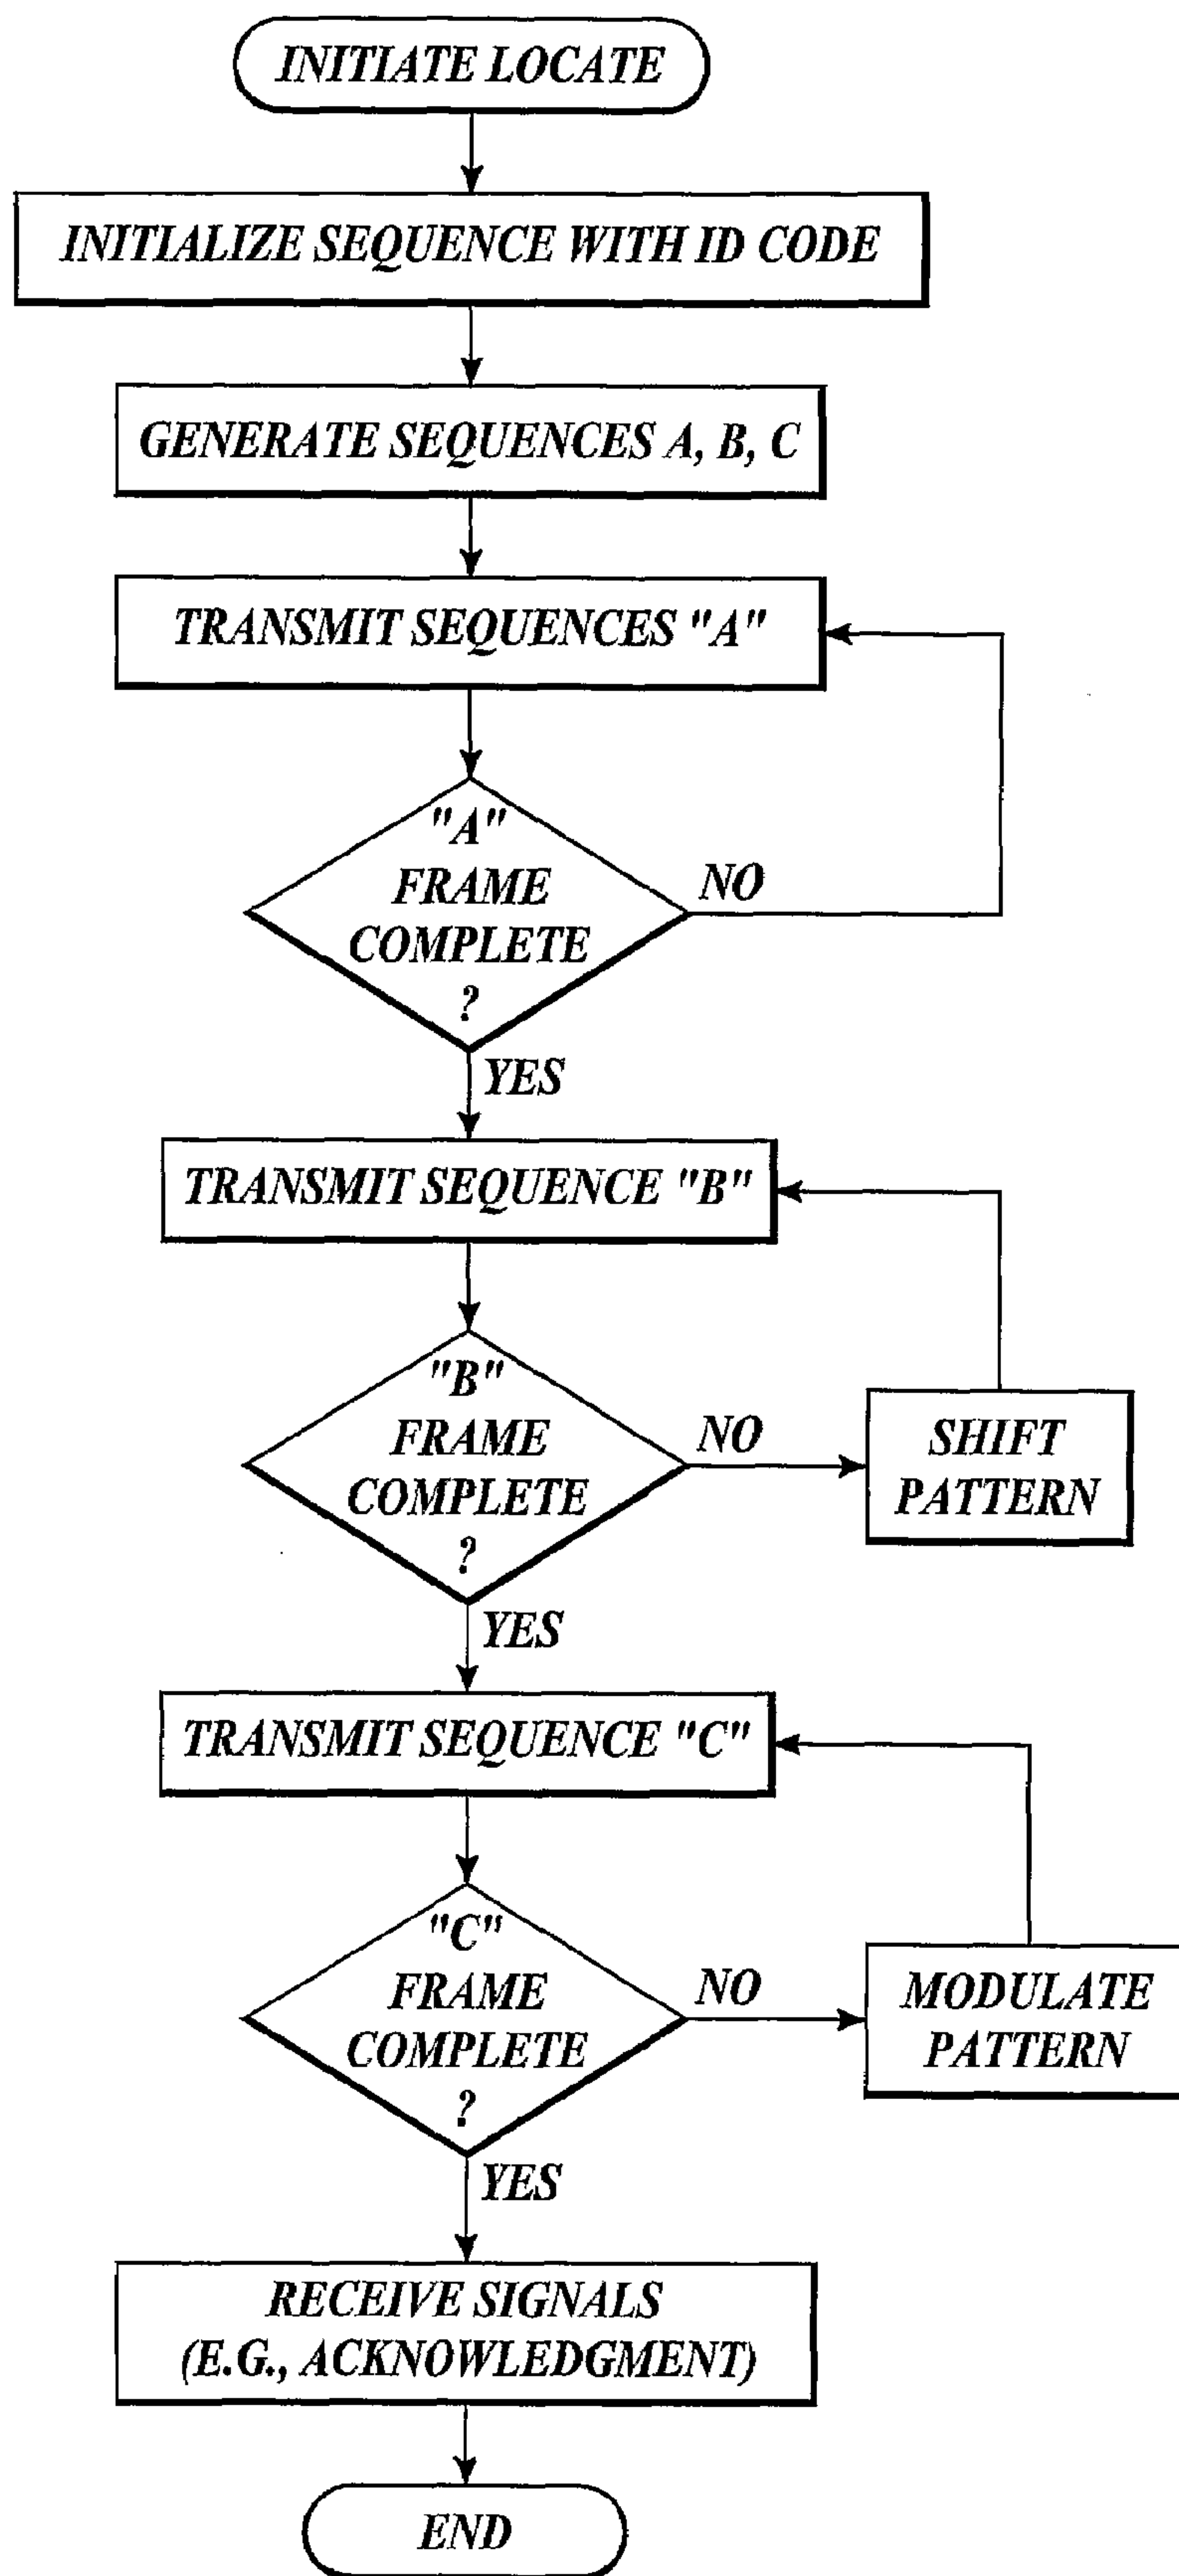 INITIATE LOCATE
INITIALIZE SEQUENCE WITH ID CODE
GENERATE SEQUENCES A, B, C
TRANSMIT SEQUENCES "A"
"A"
FRAME
COMPLETE
?
NO
YES
TRANSMIT SEQUENCE "B"
"B"
FRAME
COMPLETE
?
NO
SHIFT
PATTERN
YES
TRANSMIT SEQUENCE "C"
"C"
FRAME
COMPLETE
?
NO
MODULATE
PATTERN
YES
RECEIVE SIGNALS
(E.G., ACKNOWLEDGMENT)
END